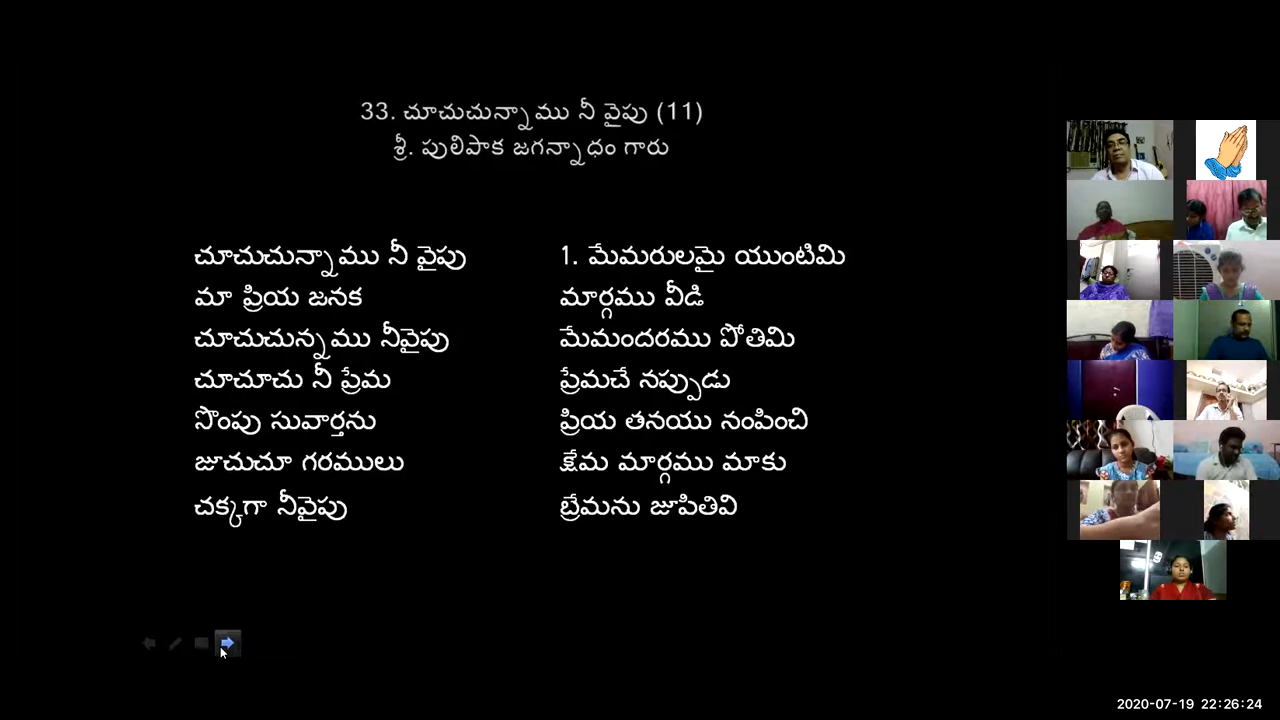 33. చూచుచున్నాము నీ వైపు (11)
శ్రీ. పులిపాక జగన్నాధం గారు
చూచుచున్నాము నీ వైపు
మా ప్రియ జనక
చూచుచున్నము నీవైపు
చూచూచు నీ ప్రేమ
సొంపు సువార్తను
జూచుచూ గరములు
చక్కగా నీవైపు
1. మేమరులమై యుంటిమి
మార్గము వీడి
మేమందరము పోతిమి
ప్రేమచే నప్పుడు
ప్రియ తనయు నంపించి
క్షేమ మార్గము మాకు
బ్రేమను జూపితివి
2020-07-19 22:26:24